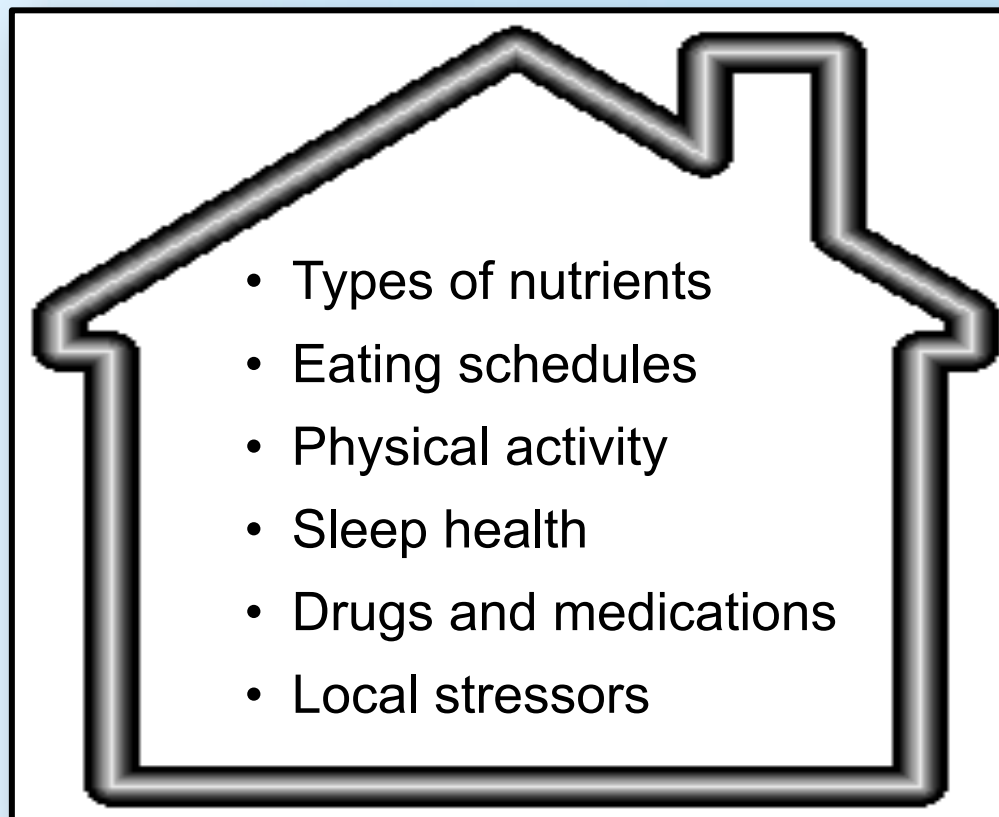 • Types of nutrients
• Eating schedules
• Physical activity
• Sleep health
• Drugs and medications
• Local stressors